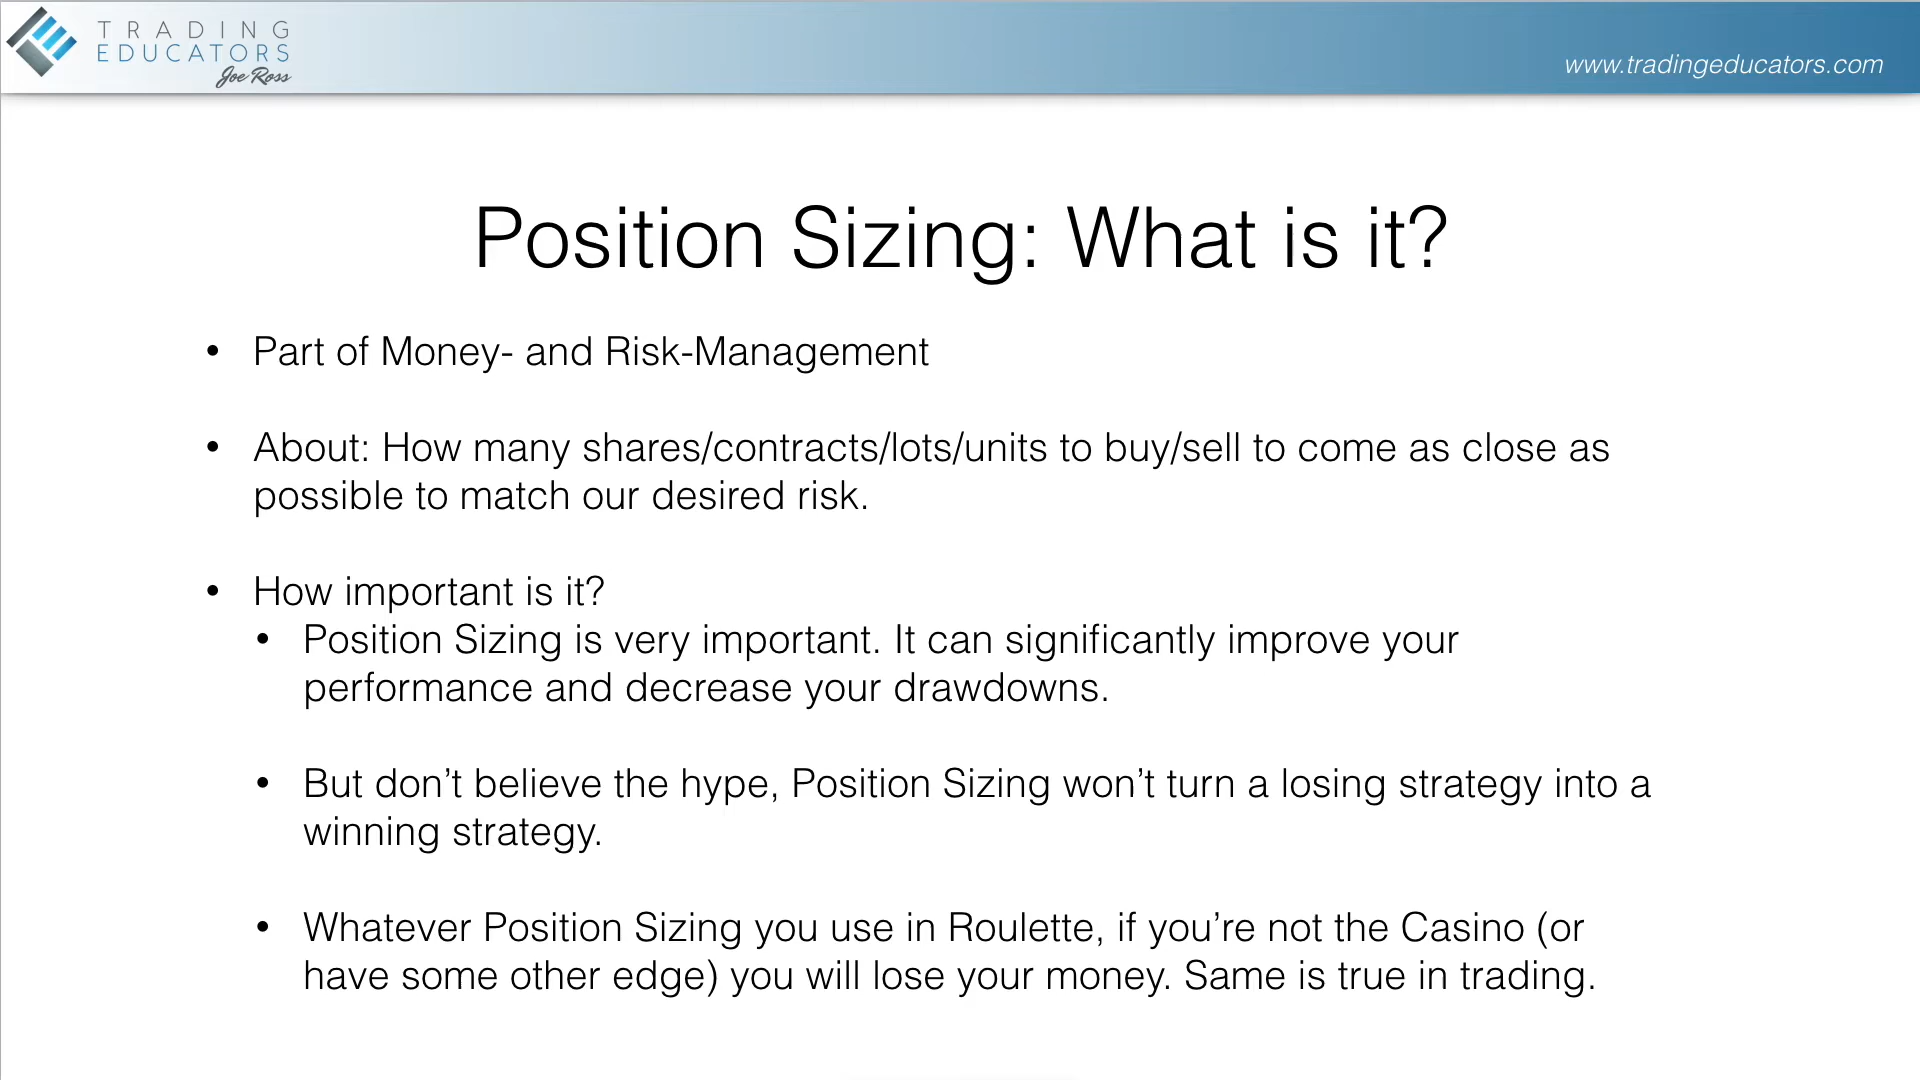 TRADING
EDUCATORS
Joe Ross
www.tradingeducators.com
Position Sizing: What is it?
• Part of Money- and Risk-Management
• About: How many shares/contracts/lots/units to buy/sell to come as close as
possible to match our desired risk.
• How important is it?
• Position Sizing is very important. It can significantly improve your
performance and decrease your drawdowns.
• But don’t believe the hype, Position Sizing won’t turn a losing strategy into a
winning strategy.
• Whatever Position Sizing you use in Roulette, if you’re not the Casino (or
have some other edge) you will lose your money. Same is true in trading.